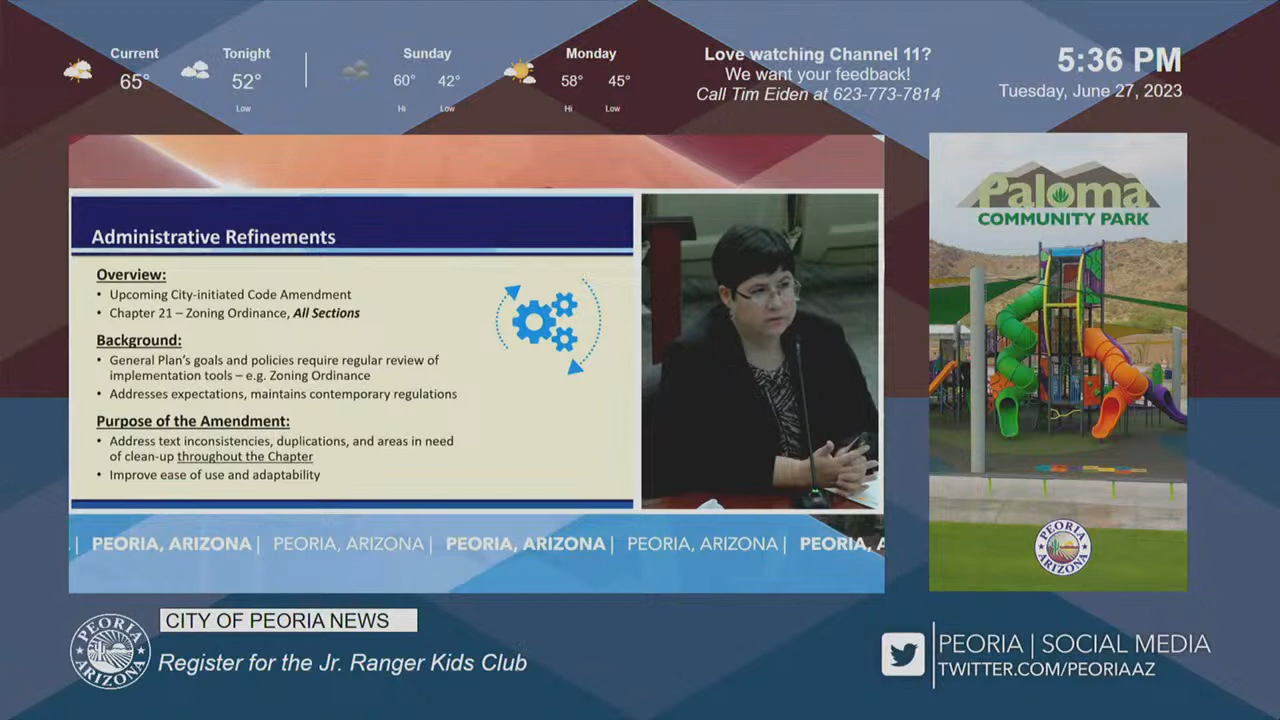 Current
65°
Tonight
52°
Low
Sunday
60° 42°
Hi Low
Monday
58° 45°
Hi Low
Love watching Channel 11?
We want your feedback!
Call Tim Eiden at 623-773-7814
5:36 PM
Tuesday, June 27, 2023
Administrative Refinements
Overview:
• Upcoming City-initiated Code Amendment
• Chapter 21 – Zoning Ordinance, All Sections
Background:
• General Plan's goals and policies require regular review of
implementation tools – e.g. Zoning Ordinance
• Addresses expectations, maintains contemporary regulations
Purpose of the Amendment:
• Address text inconsistencies, duplications, and areas in need
of clean-up throughout the Chapter
• Improve ease of use and adaptability
Paloma
COMMUNITY PARK
PEORIA
ARIZONA
| PEORIA, ARIZONA | PEORIA, ARIZONA | PEORIA, ARIZONA | PEORIA, ARIZONA | PEORIA, A
PEORIA
ARIZONA
CITY OF PEORIA NEWS
Register for the Jr. Ranger Kids Club
PEORIA | SOCIAL MEDIA
TWITTER.COM/PEORIAAZ